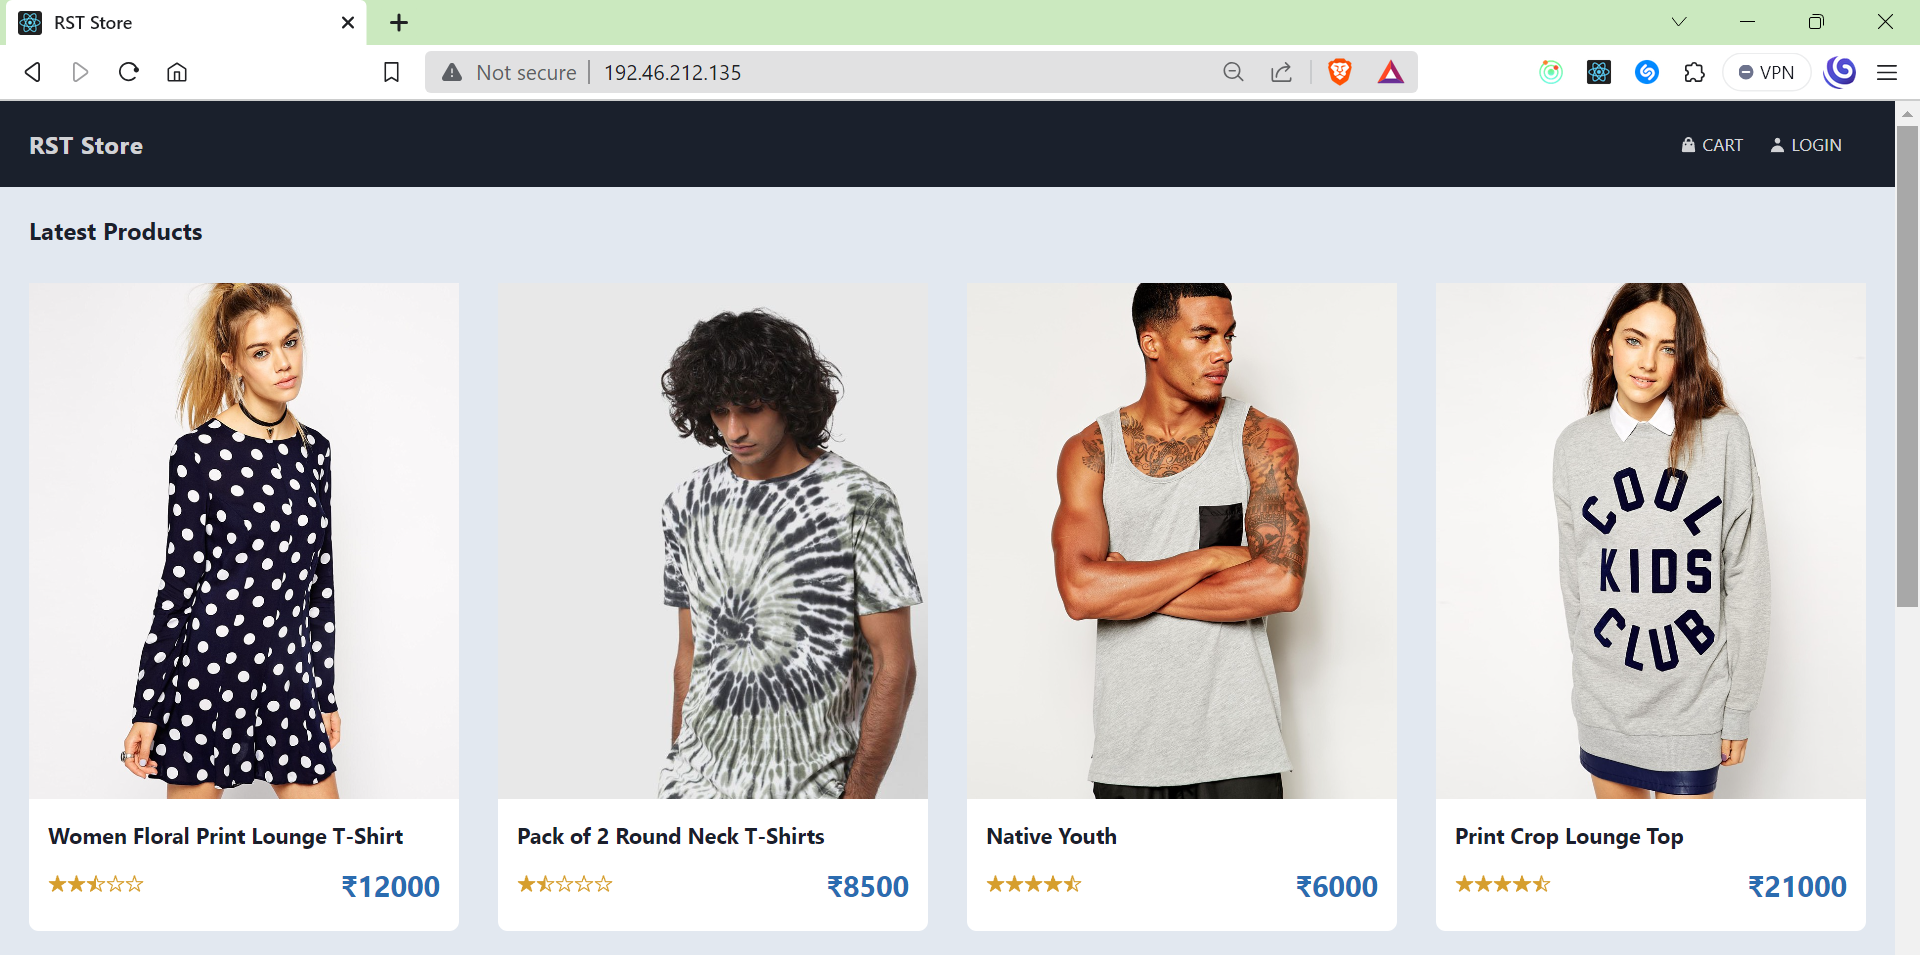 RST Store
Not secure
192.46.212.135
VPN
RST Store
CART
LOGIN
Latest Products
COOL
KIDS
CLUB
Women Floral Print Lounge T-Shirt
₹12000
Pack of 2 Round Neck T-Shirts
₹8500
Native Youth
₹6000
Print Crop Lounge Top
₹21000